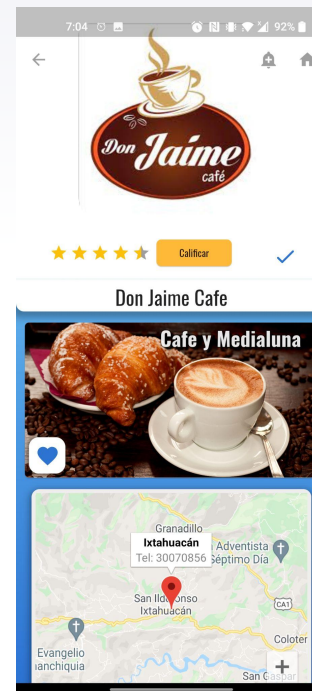 7:04
92%
Don Jaime
café
Calificar
Don Jaime Cafe
Cafe y Medialuna
Granadillo
Ixtahuacán
Tel: 30070856
Adventista
Séptimo Día
San Ildefonso
Ixtahuacán
CA1
Coloter
Evangelio
anchiquia
San Gaspar
+